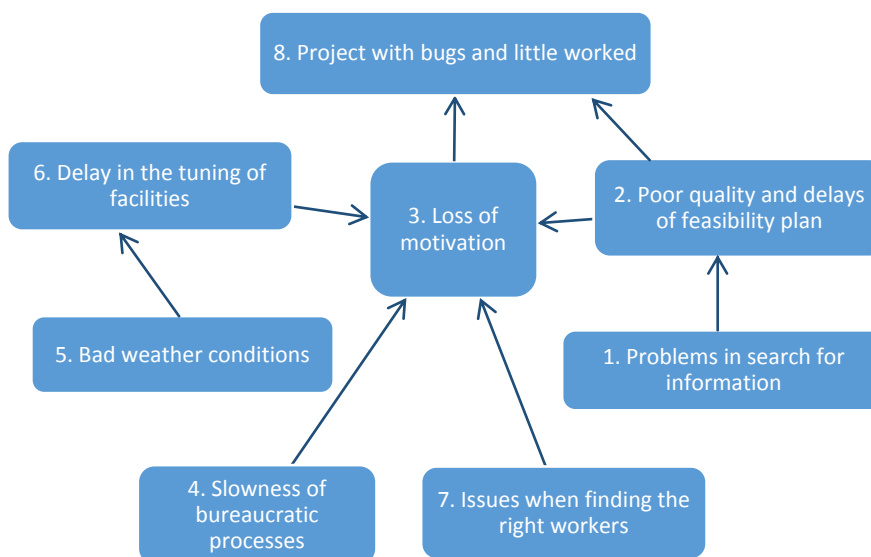 8. Project with bugs and little worked
6. Delay in the tuning of
facilities
3. Loss of
motivation
2. Poor quality and delays
of feasibility plan
5. Bad weather conditions
1. Problems in search for
information
4. Slowness of
bureaucratic
processes
7. Issues when finding the
right workers